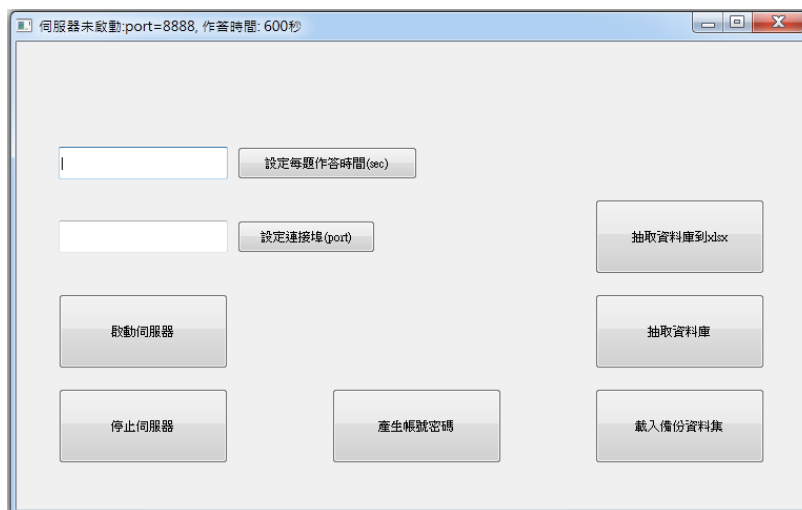 伺服器未啟動:port=8888, 作答時間: 600秒
設定每題作答時間(sec)
設定連接埠(port)
抽取資料庫到xlsx
啟動伺服器
抽取資料庫
停止伺服器
產生帳號密碼
載入備份資料集